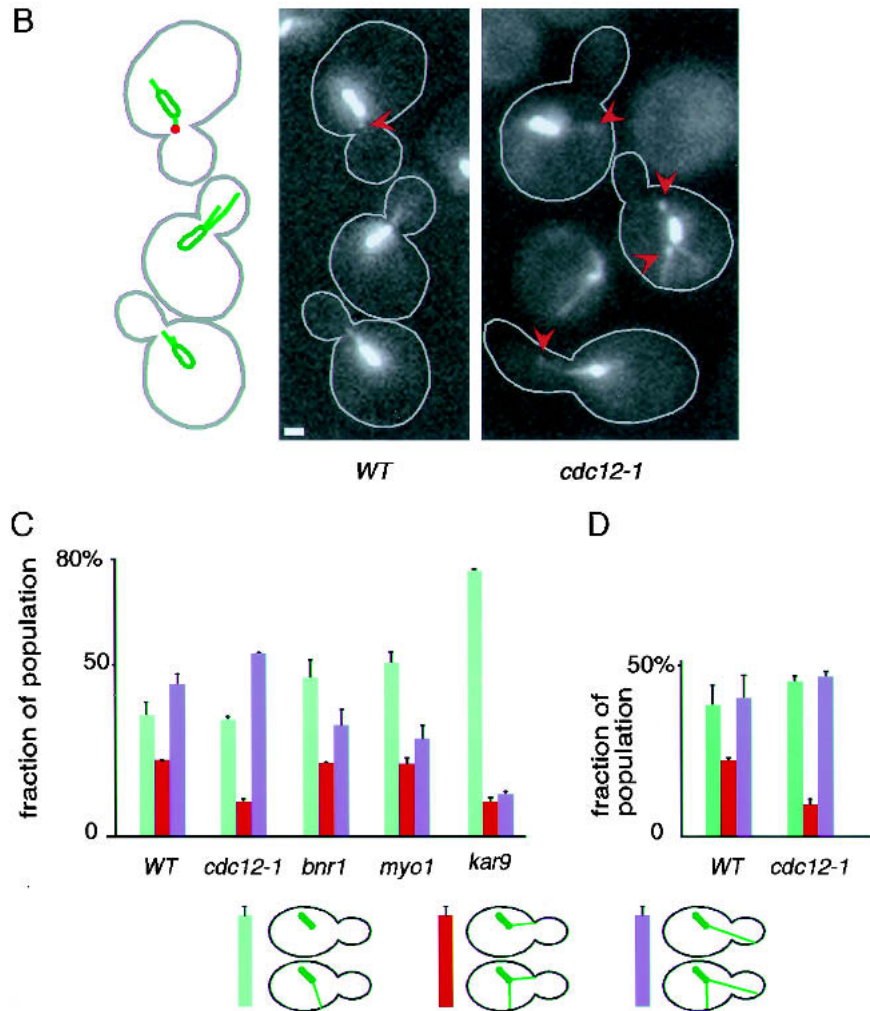 B
WT
cdc12-1
C
D
80%
50
0
fraction of population
WT
cdc12-1
bnr1
myo1
kar9
50%
0
fraction of
population
WT
cdc12-1